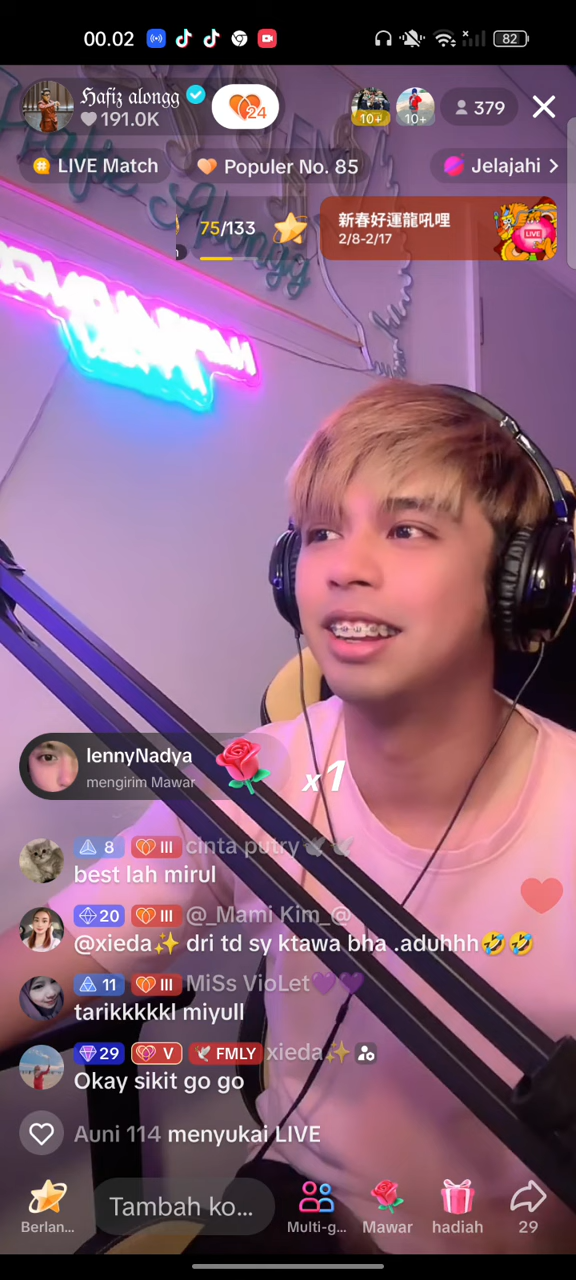 00.02
82
Hafiz alongg
191.0K
24
10+
10+
379
LIVE Match
Populer No. 85
Jelajahi
75/133
新春好運龍吼哩
2/8-2/17
LIVE
lennyNadya
mengirim Mawar
x1
8 III cinta putry🕊️🕊️
best lah mirul
20 III @_Mami Kim_@
@xieda✨ dri td sy ktawa bha .aduhhh🤣🤣
11 III MiSs VioLet💜💜
tarikkkkkl miyull
29 V FMLY xieda✨
Okay sikit go go
Auni 114 menyukai LIVE
Berlan...
Tambah ko...
Multi-g...
Mawar
hadiah
29